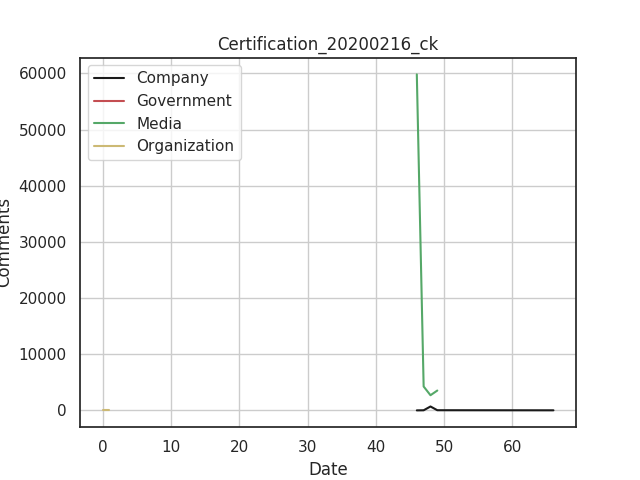 Certification_20200216_ck
60000
50000
40000
30000
20000
10000
0
Comments
Company
Government
Media
Organization
0 10 20 30 40 50 60
Date